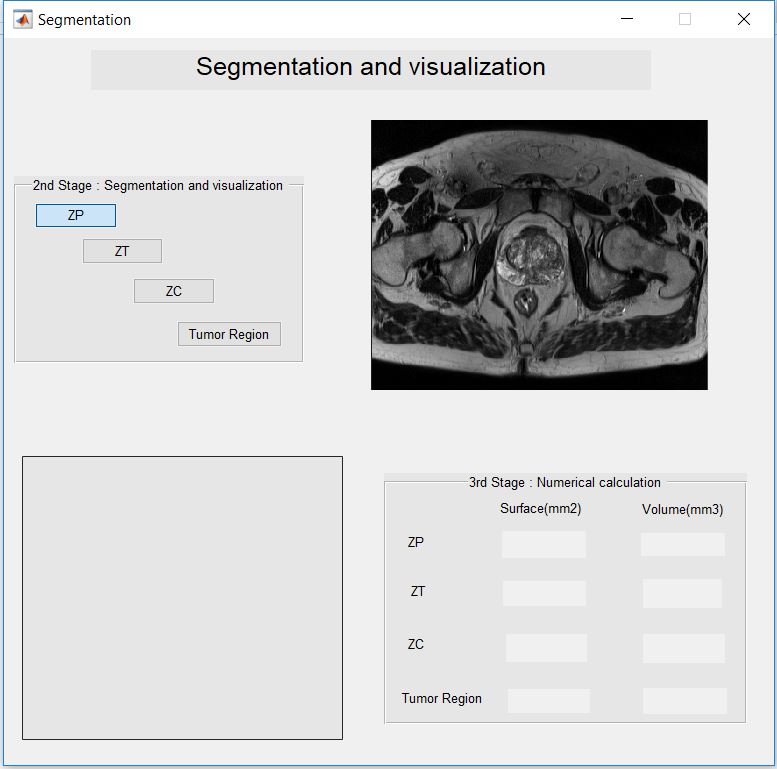 Segmentation
Segmentation and visualization
2nd Stage : Segmentation and visualization
ZP
ZT
ZC
Tumor Region
3rd Stage : Numerical calculation
Surface(mm2) Volume(mm3)
ZP
ZT
ZC
Tumor Region